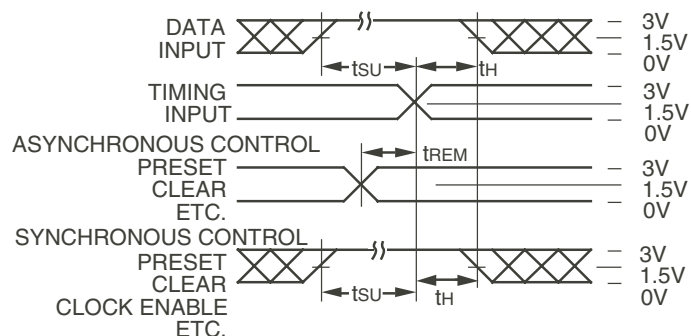 DATA
INPUT
tSU
tH
3V
1.5V
0V
TIMING
INPUT
3V
1.5V
0V
ASYNCHRONOUS CONTROL
PRESET
CLEAR
ETC.
tREM
3V
1.5V
0V
SYNCHRONOUS CONTROL
PRESET
CLEAR
CLOCK ENABLE
ETC.
tSU
tH
3V
1.5V
0V